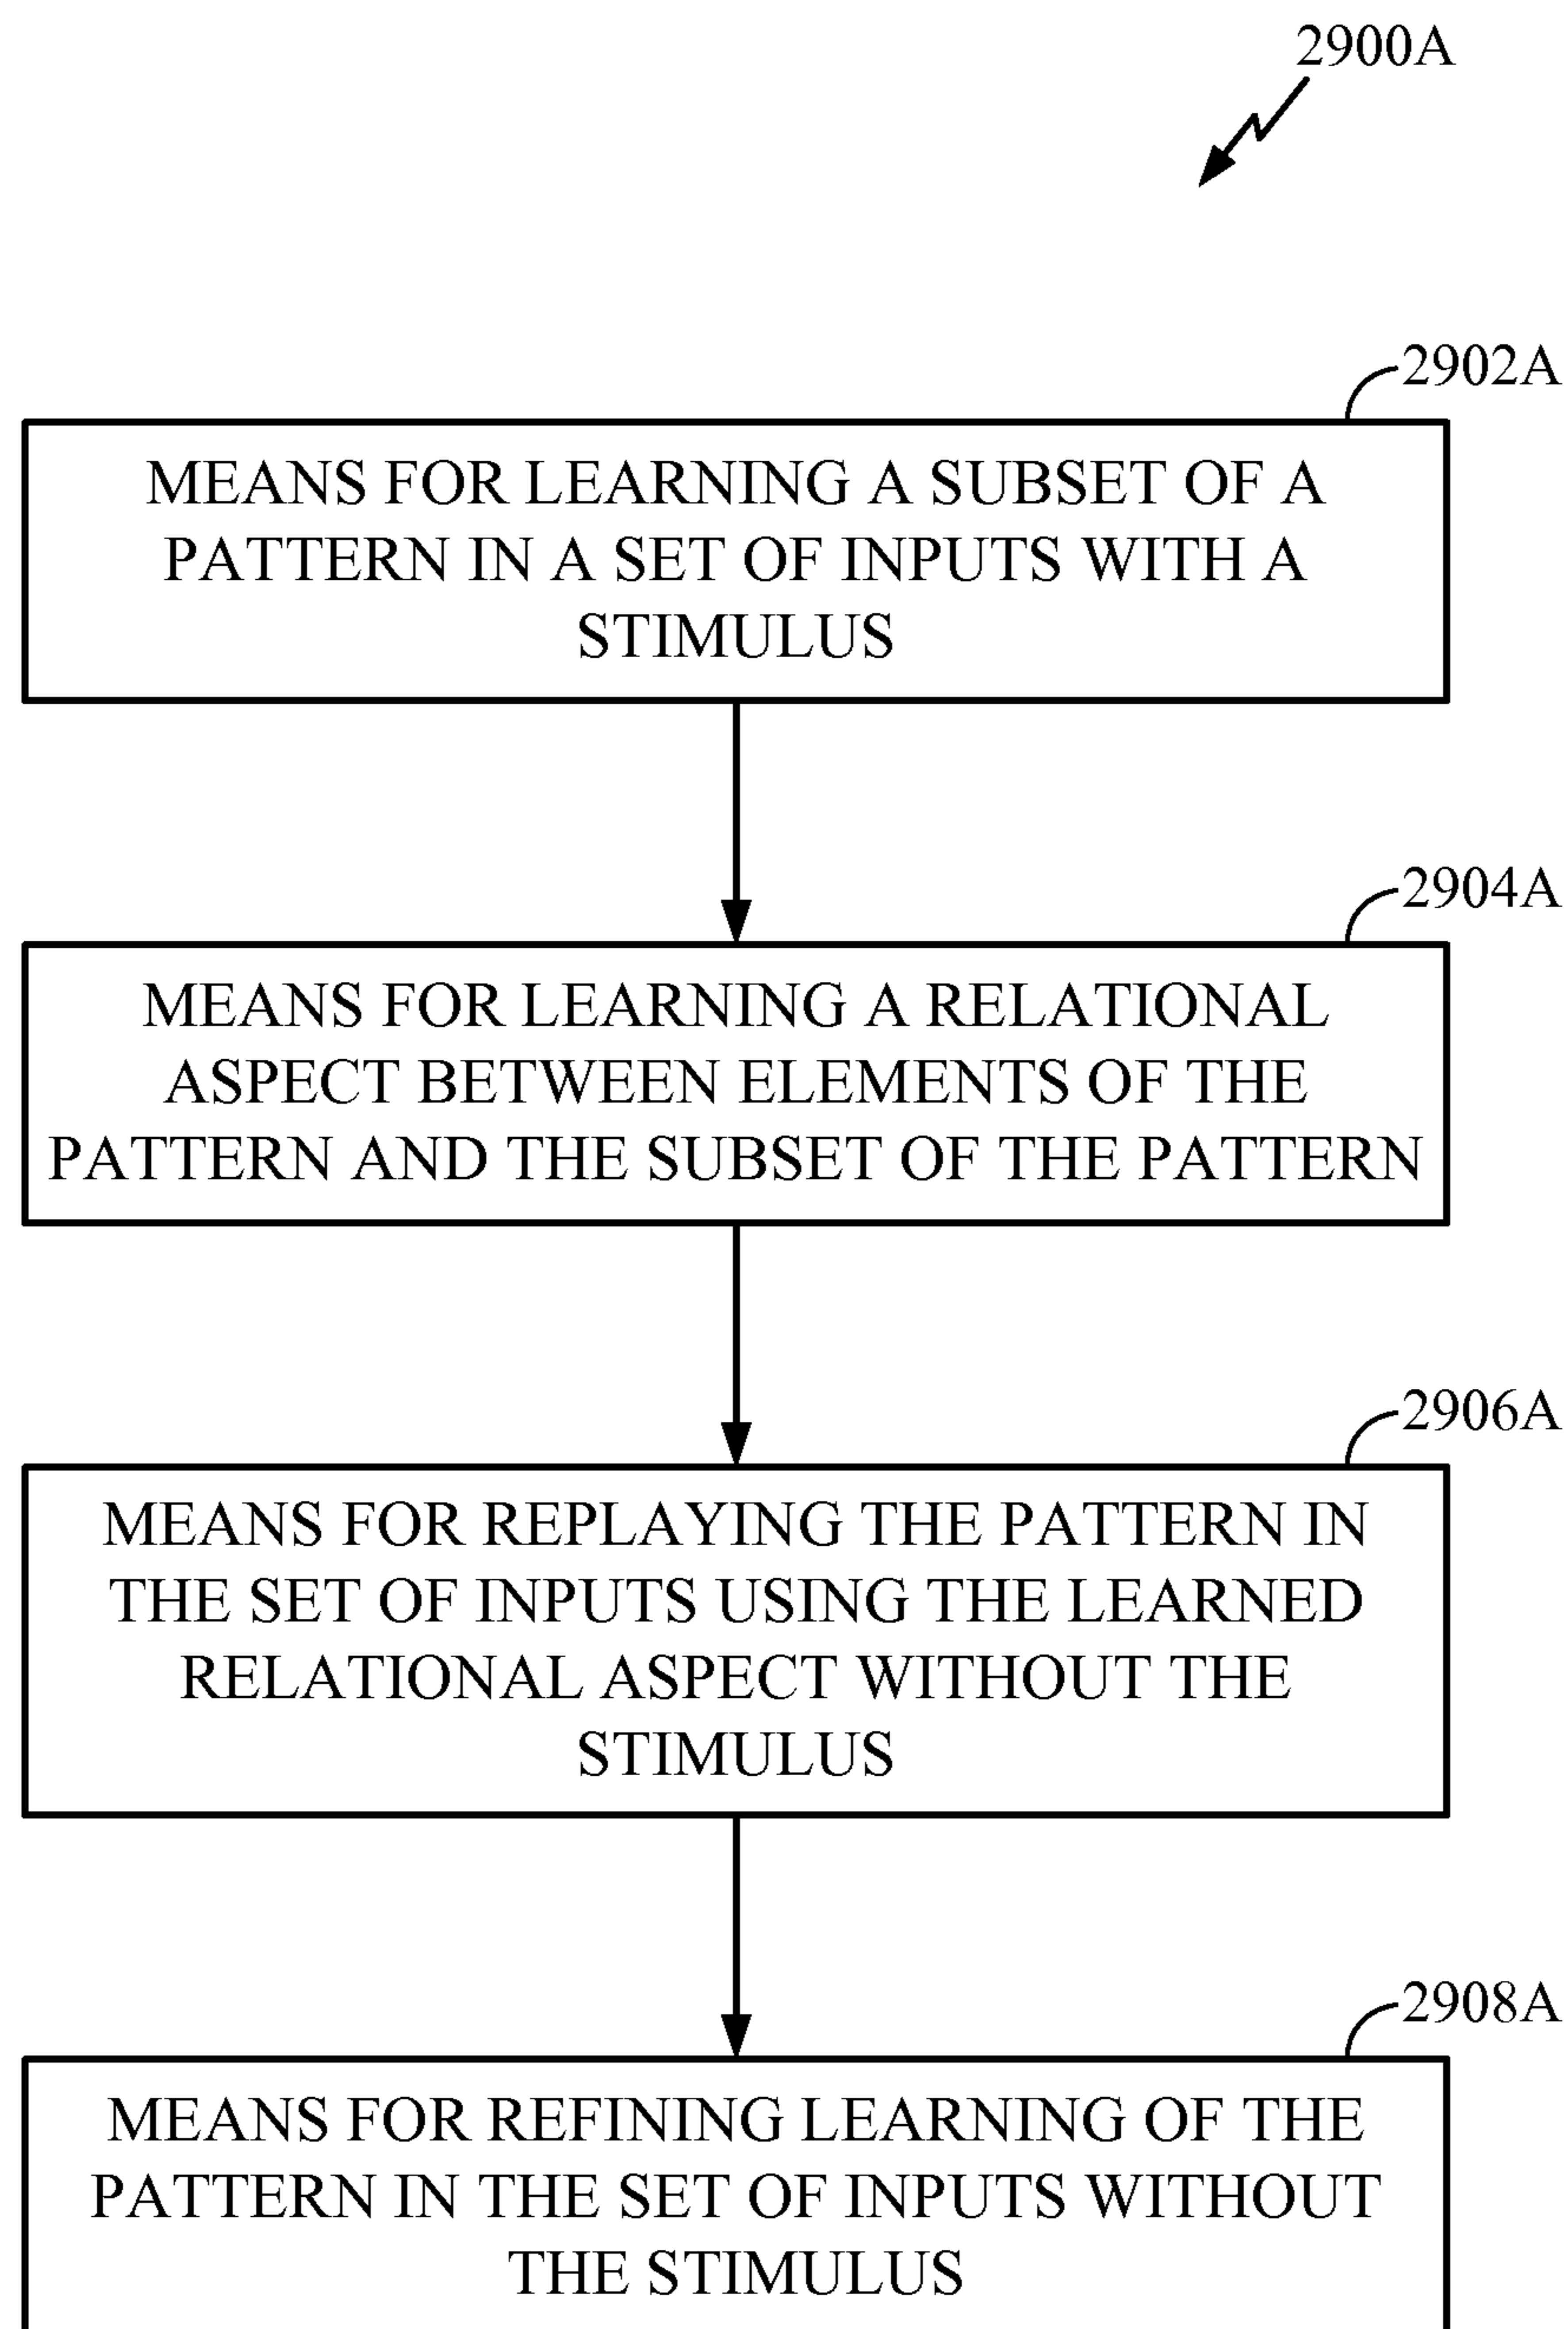 2900A
2902A
MEANS FOR LEARNING A SUBSET OF A
PATTERN IN A SET OF INPUTS WITH A
STIMULUS
2904A
MEANS FOR LEARNING A RELATIONAL
ASPECT BETWEEN ELEMENTS OF THE
PATTERN AND THE SUBSET OF THE PATTERN
2906A
MEANS FOR REPLAYING THE PATTERN IN
THE SET OF INPUTS USING THE LEARNED
RELATIONAL ASPECT WITHOUT THE
STIMULUS
2908A
MEANS FOR REFINING LEARNING OF THE
PATTERN IN THE SET OF INPUTS WITHOUT
THE STIMULUS